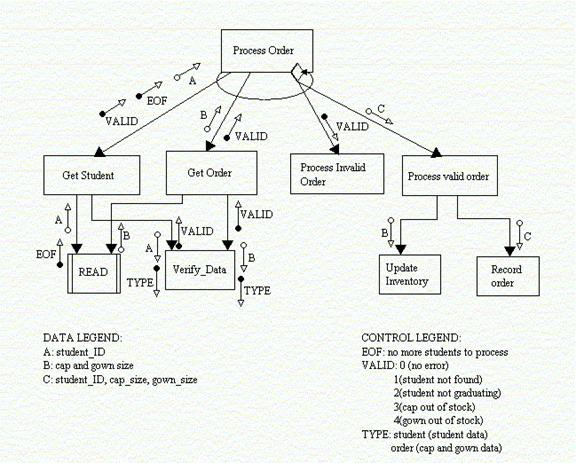 Process Order
A
EOF
VALID
B
VALID
VALID
C
Get Student
Get Order
Process Invalid
Order
Process valid order
A
B
EOF
READ
VALID
A
TYPE
Verify_Data
VALID
B
TYPE
B
Update
Inventory
C
Record
order
DATA LEGEND:
A: student_ID
B: cap and gown size
C: student_ID, cap_size, gown_size
CONTROL LEGEND:
EOF: no more students to process
VALID: 0 (no error)
1(student not found)
2(student not graduating)
3(cap out of stock)
4(gown out of stock)
TYPE: student (student data)
order (cap and gown data)